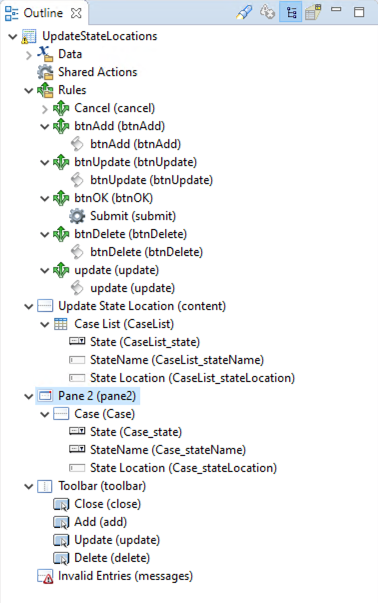 Outline
UpdateStateLocations
Data
Shared Actions
Rules
Cancel (cancel)
btnAdd (btnAdd)
btnAdd (btnAdd)
btnUpdate (btnUpdate)
btnUpdate (btnUpdate)
btnOK (btnOK)
Submit (submit)
btnDelete (btnDelete)
btnDelete (btnDelete)
update (update)
update (update)
Update State Location (content)
Case List (CaseList)
State (CaseList_state)
StateName (CaseList_stateName)
State Location (CaseList_stateLocation)
Pane 2 (pane2)
Case (Case)
State (Case_state)
StateName (Case_stateName)
State Location (Case_stateLocation)
Toolbar (toolbar)
Close (close)
Add (add)
Update (update)
Delete (delete)
Invalid Entries (messages)